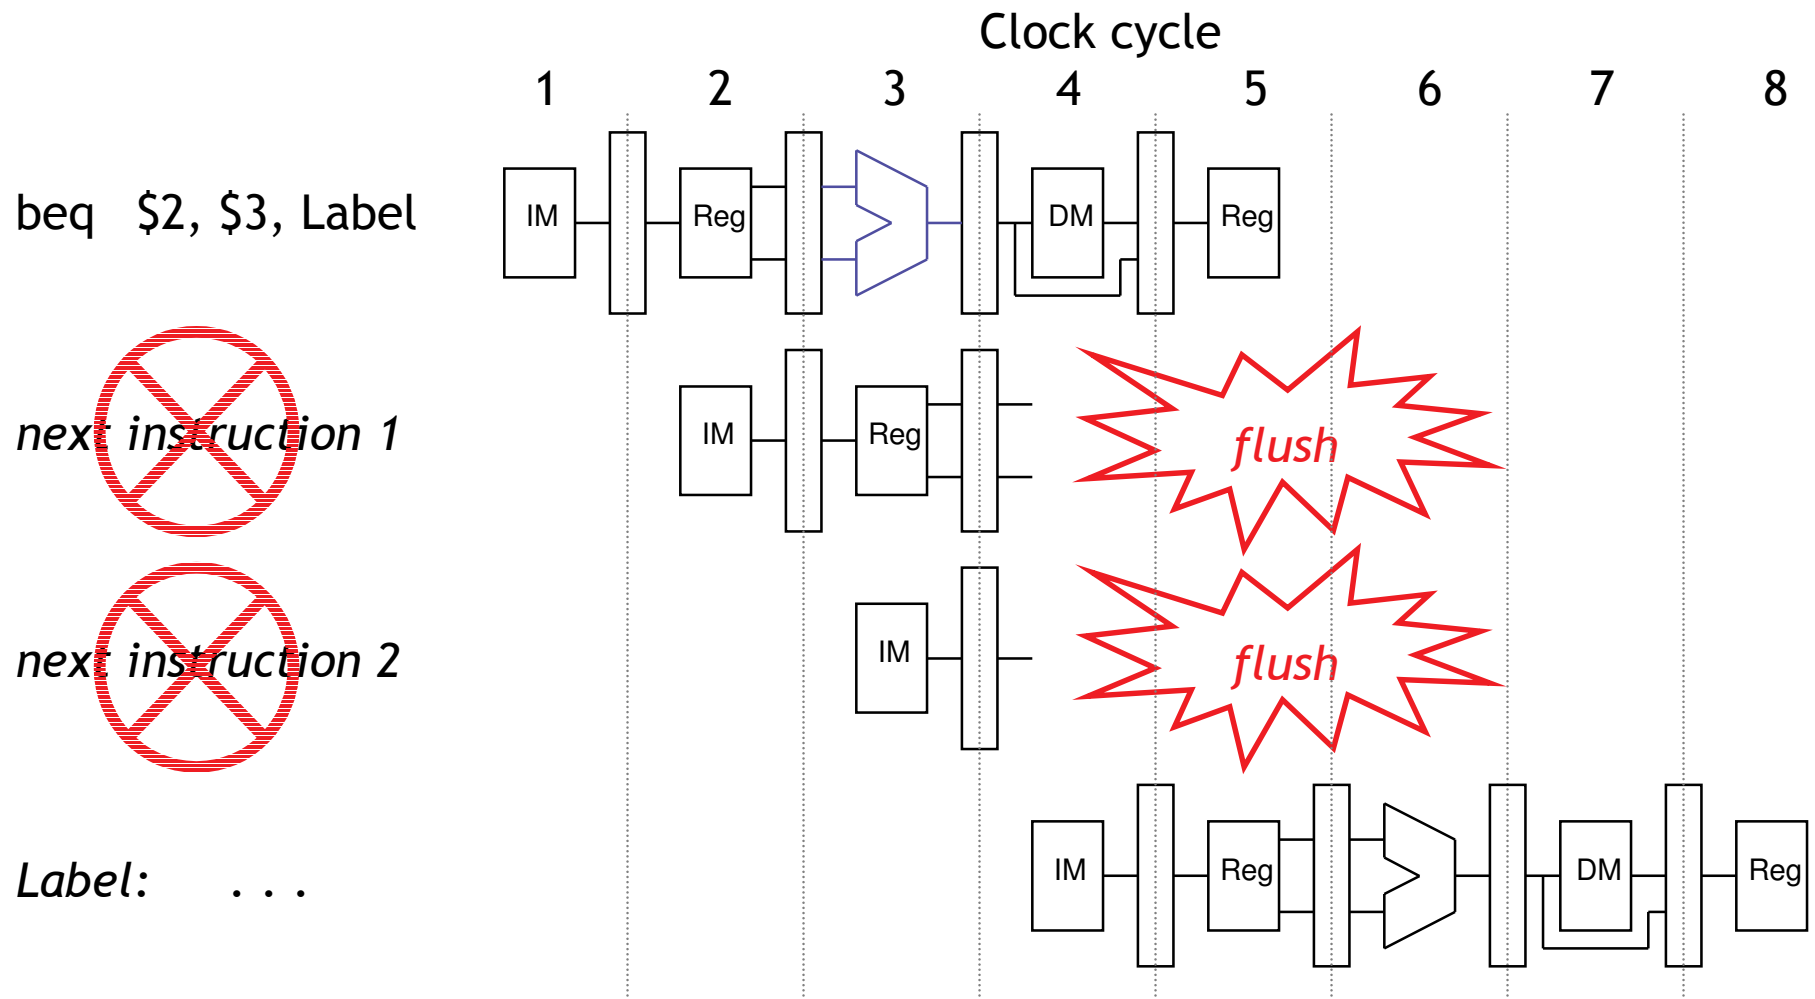 Clock cycle
1 2 3 4 5 6 7 8
beq $2, $3, Label IM Reg DM Reg
next instruction 1 IM Reg flush
next instruction 2 IM flush
Label: . . . IM Reg DM Reg